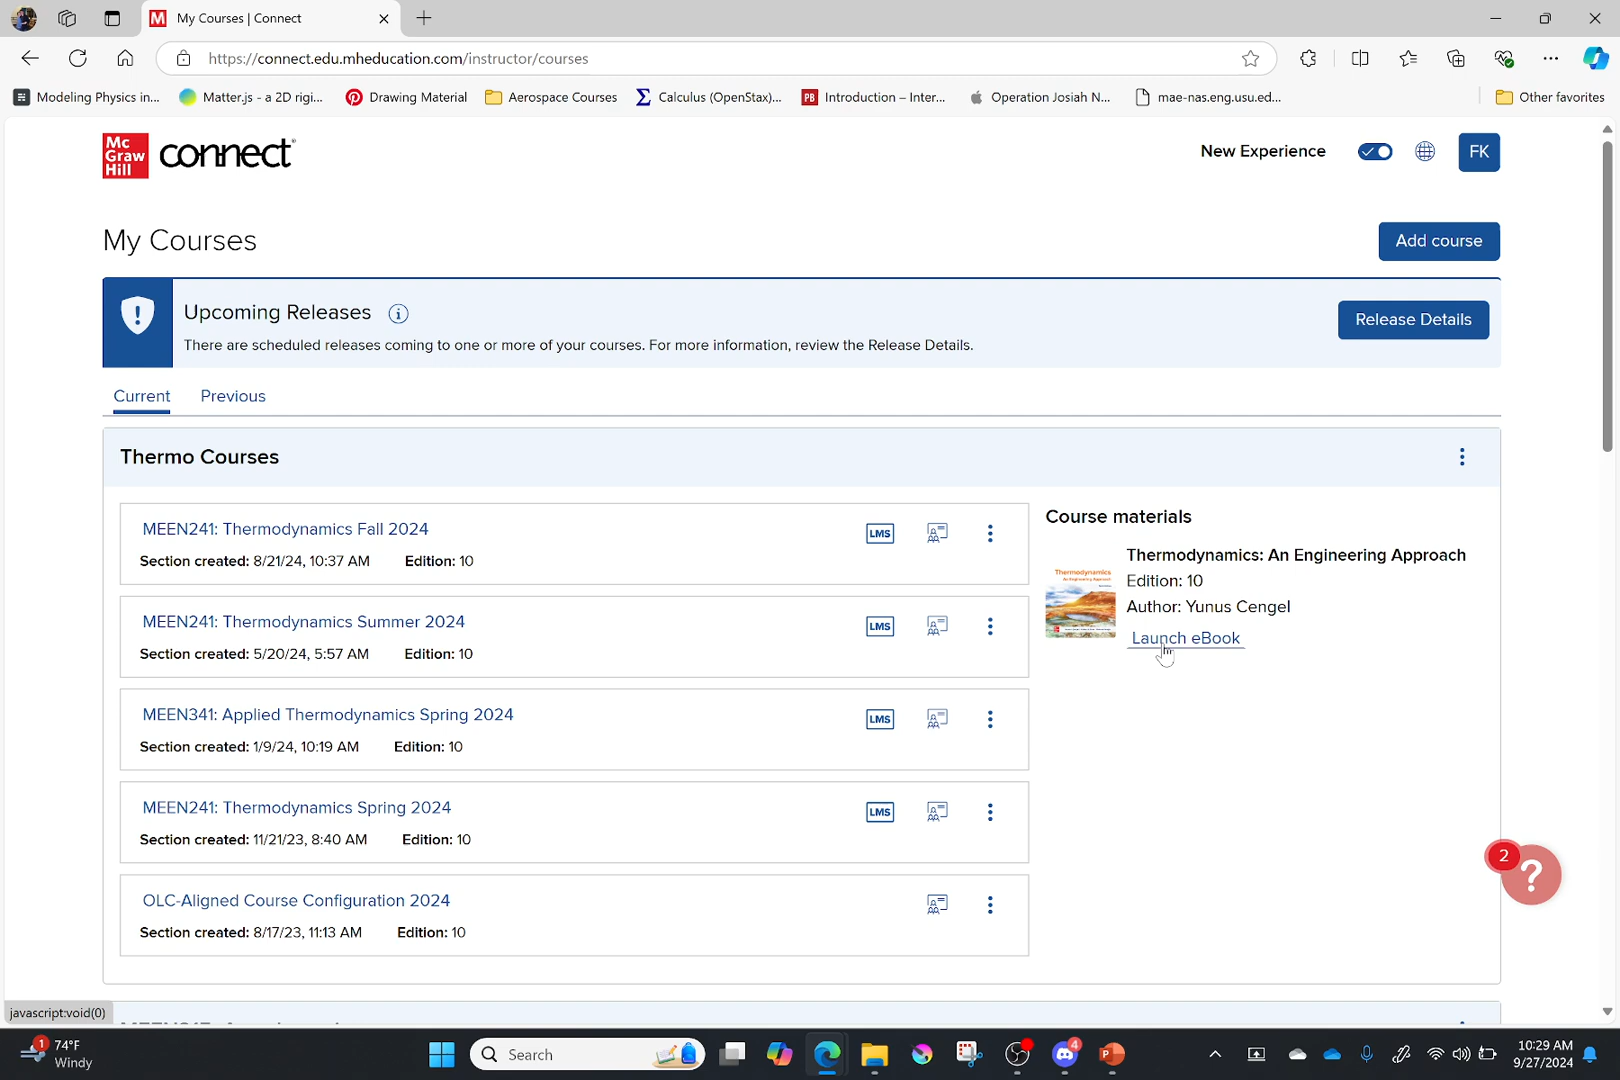 My Courses | Connect
https://connect.edu.mheducation.com/instructor/courses
Modeling Physics in... Matter.js - a 2D rigi... Drawing Material Aerospace Courses Calculus (OpenStax)... Introduction – Inter... Operation Josiah N... mae-nas.eng.usu.ed... Other favorites
Mc Graw Hill connect New Experience FK
My Courses Add course
Upcoming Releases Release Details
There are scheduled releases coming to one or more of your courses. For more information, review the Release Details.
Current Previous
Thermo Courses
MEEN241: Thermodynamics Fall 2024 LMS
Section created: 8/21/24, 10:37 AM Edition: 10
MEEN241: Thermodynamics Summer 2024 LMS
Section created: 5/20/24, 5:57 AM Edition: 10
MEEN341: Applied Thermodynamics Spring 2024 LMS
Section created: 1/9/24, 10:19 AM Edition: 10
MEEN241: Thermodynamics Spring 2024 LMS
Section created: 11/21/23, 8:40 AM Edition: 10
OLC-Aligned Course Configuration 2024
Section created: 8/17/23, 11:13 AM Edition: 10
Course materials
Thermodynamics
Thermodynamics: An Engineering Approach
Edition: 10
Author: Yunus Cengel
Launch eBook
2
?
javascript:void(0)
1 74°F
Windy
Search
4
10:29 AM
9/27/2024